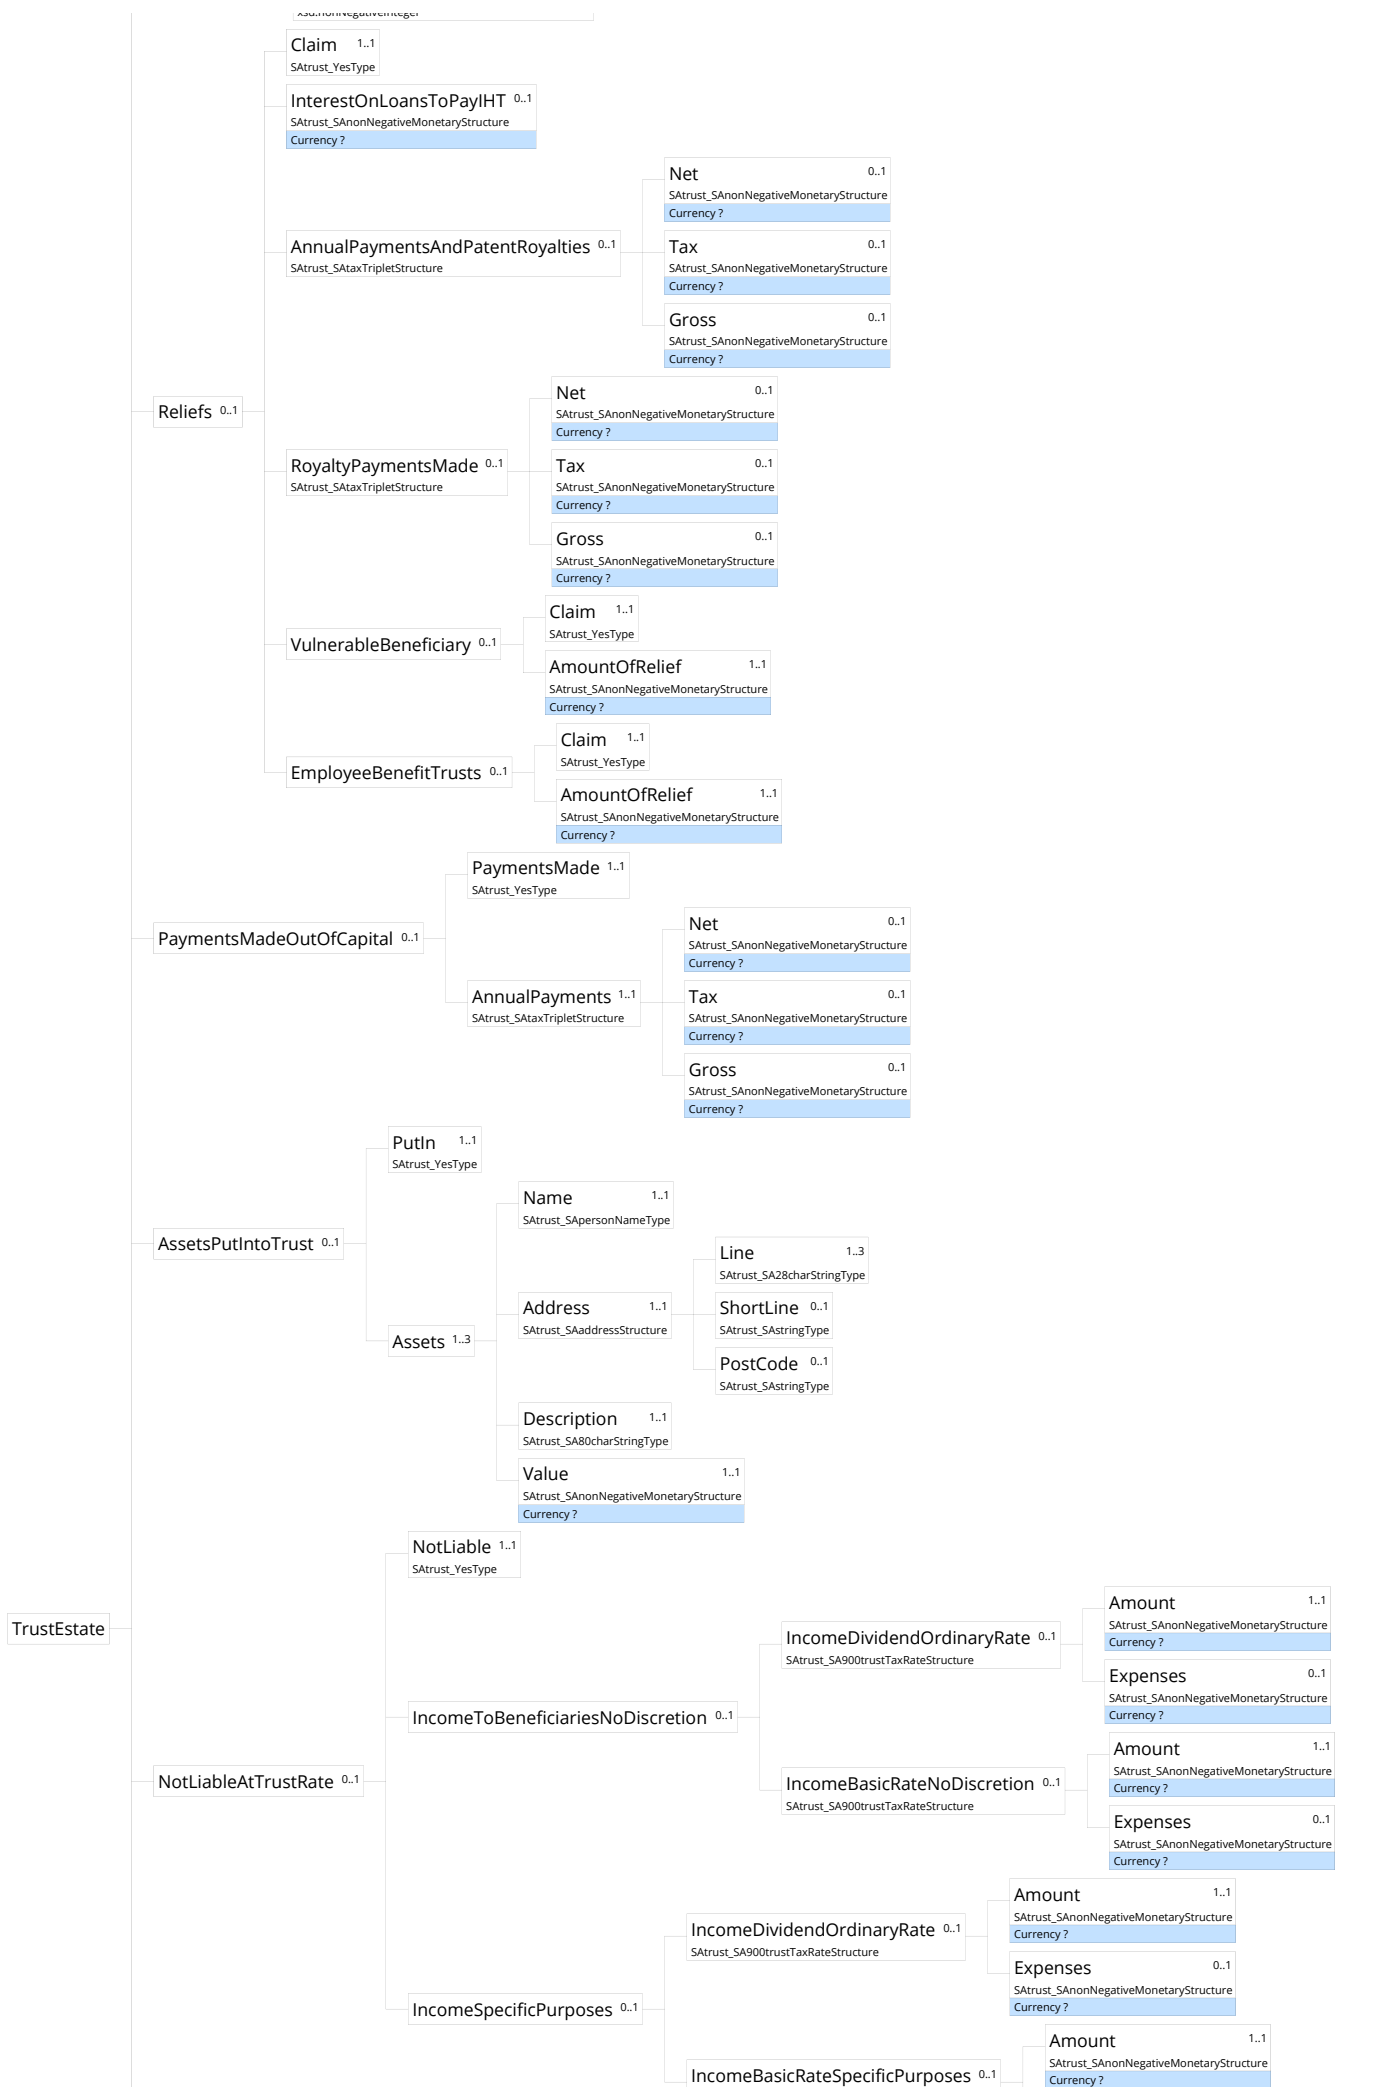 xsd:nonNegativeInteger
Claim 1..1
SAtrust_YesType
InterestOnLoansToPayIHT 0..1
SAtrust_SAnonNegativeMonetaryStructure
Currency ?
Net 0..1
SAtrust_SAnonNegativeMonetaryStructure
Currency ?
AnnualPaymentsAndPatentRoyalties 0..1
SAtrust_SAtaxTripletStructure
Tax 0..1
SAtrust_SAnonNegativeMonetaryStructure
Currency ?
Gross 0..1
SAtrust_SAnonNegativeMonetaryStructure
Currency ?
Reliefs 0..1
Net 0..1
SAtrust_SAnonNegativeMonetaryStructure
Currency ?
RoyaltyPaymentsMade 0..1
SAtrust_SAtaxTripletStructure
Tax 0..1
SAtrust_SAnonNegativeMonetaryStructure
Currency ?
Gross 0..1
SAtrust_SAnonNegativeMonetaryStructure
Currency ?
VulnerableBeneficiary 0..1
Claim 1..1
SAtrust_YesType
AmountOfRelief 1..1
SAtrust_SAnonNegativeMonetaryStructure
Currency ?
EmployeeBenefitTrusts 0..1
Claim 1..1
SAtrust_YesType
AmountOfRelief 1..1
SAtrust_SAnonNegativeMonetaryStructure
Currency ?
PaymentsMadeOutOfCapital 0..1
PaymentsMade 1..1
SAtrust_YesType
AnnualPayments 1..1
SAtrust_SAtaxTripletStructure
Net 0..1
SAtrust_SAnonNegativeMonetaryStructure
Currency ?
Tax 0..1
SAtrust_SAnonNegativeMonetaryStructure
Currency ?
Gross 0..1
SAtrust_SAnonNegativeMonetaryStructure
Currency ?
AssetsPutIntoTrust 0..1
PutIn 1..1
SAtrust_YesType
Assets 1..3
Name 1..1
SAtrust_SApersonNameType
Address 1..1
SAtrust_SAaddressStructure
Line 1..3
SAtrust_SA28charStringType
ShortLine 0..1
SAtrust_SAstringType
PostCode 0..1
SAtrust_SAstringType
Description 1..1
SAtrust_SA80charStringType
Value 1..1
SAtrust_SAnonNegativeMonetaryStructure
Currency ?
TrustEstate
NotLiableAtTrustRate 0..1
NotLiable 1..1
SAtrust_YesType
IncomeToBeneficiariesNoDiscretion 0..1
IncomeDividendOrdinaryRate 0..1
SAtrust_SA900trustTaxRateStructure
Amount 1..1
SAtrust_SAnonNegativeMonetaryStructure
Currency ?
Expenses 0..1
SAtrust_SAnonNegativeMonetaryStructure
Currency ?
IncomeBasicRateNoDiscretion 0..1
SAtrust_SA900trustTaxRateStructure
Amount 1..1
SAtrust_SAnonNegativeMonetaryStructure
Currency ?
Expenses 0..1
SAtrust_SAnonNegativeMonetaryStructure
Currency ?
IncomeSpecificPurposes 0..1
IncomeDividendOrdinaryRate 0..1
SAtrust_SA900trustTaxRateStructure
Amount 1..1
SAtrust_SAnonNegativeMonetaryStructure
Currency ?
Expenses 0..1
SAtrust_SAnonNegativeMonetaryStructure
Currency ?
IncomeBasicRateSpecificPurposes 0..1
Amount 1..1
SAtrust_SAnonNegativeMonetaryStructure
Currency ?